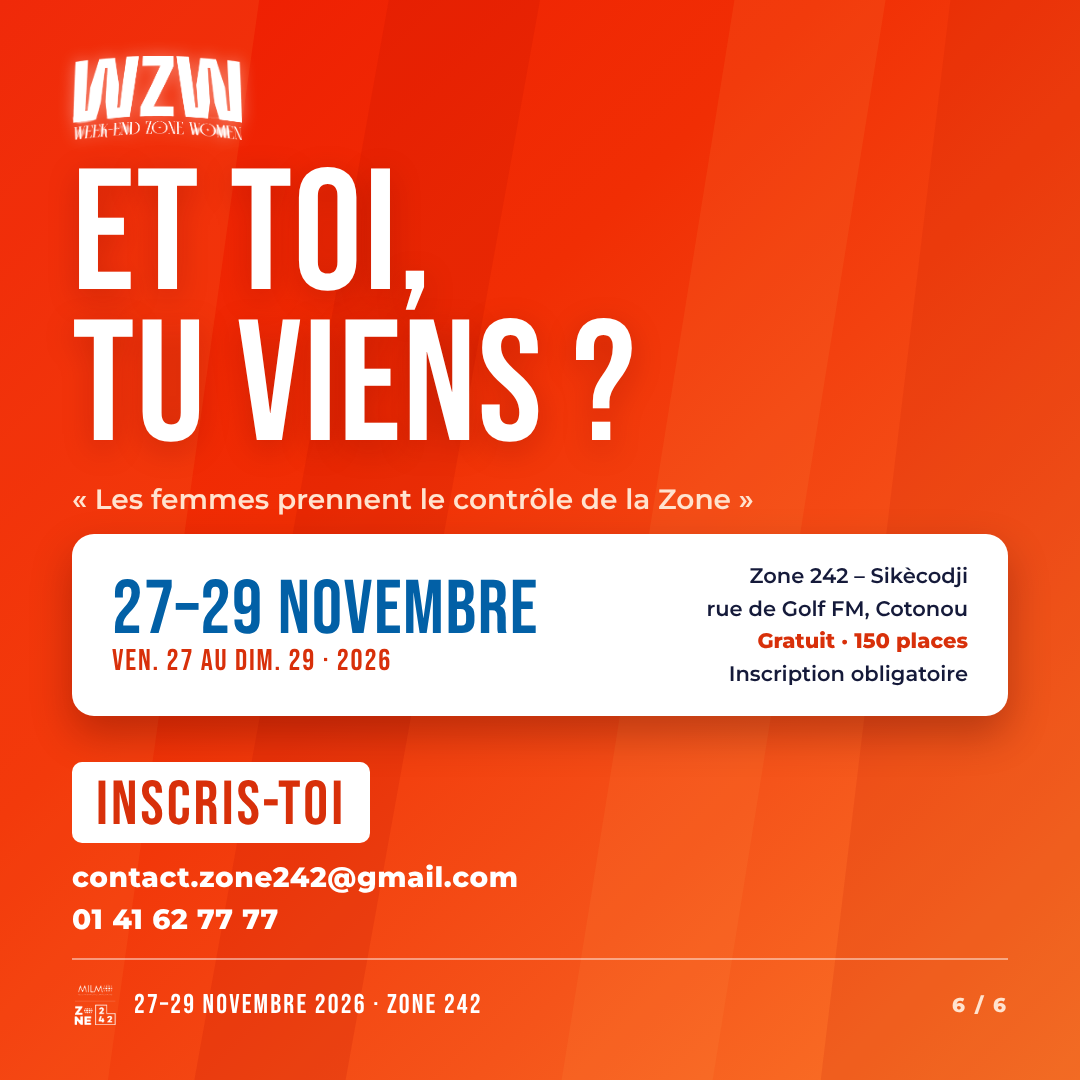 WZW
WEEK-END ZONE WOMEN
ET TOI,
TU VIENS ?
« Les femmes prennent le contrôle de la Zone »
27–29 NOVEMBRE
VEN. 27 AU DIM. 29 · 2026
Zone 242 – Sikècodji
rue de Golf FM, Cotonou
Gratuit · 150 places
Inscription obligatoire
INSCRIS-TOI
contact.zone242@gmail.com
01 41 62 77 77
MILMO
ZONE 242
27–29 NOVEMBRE 2026 · ZONE 242
6 / 6